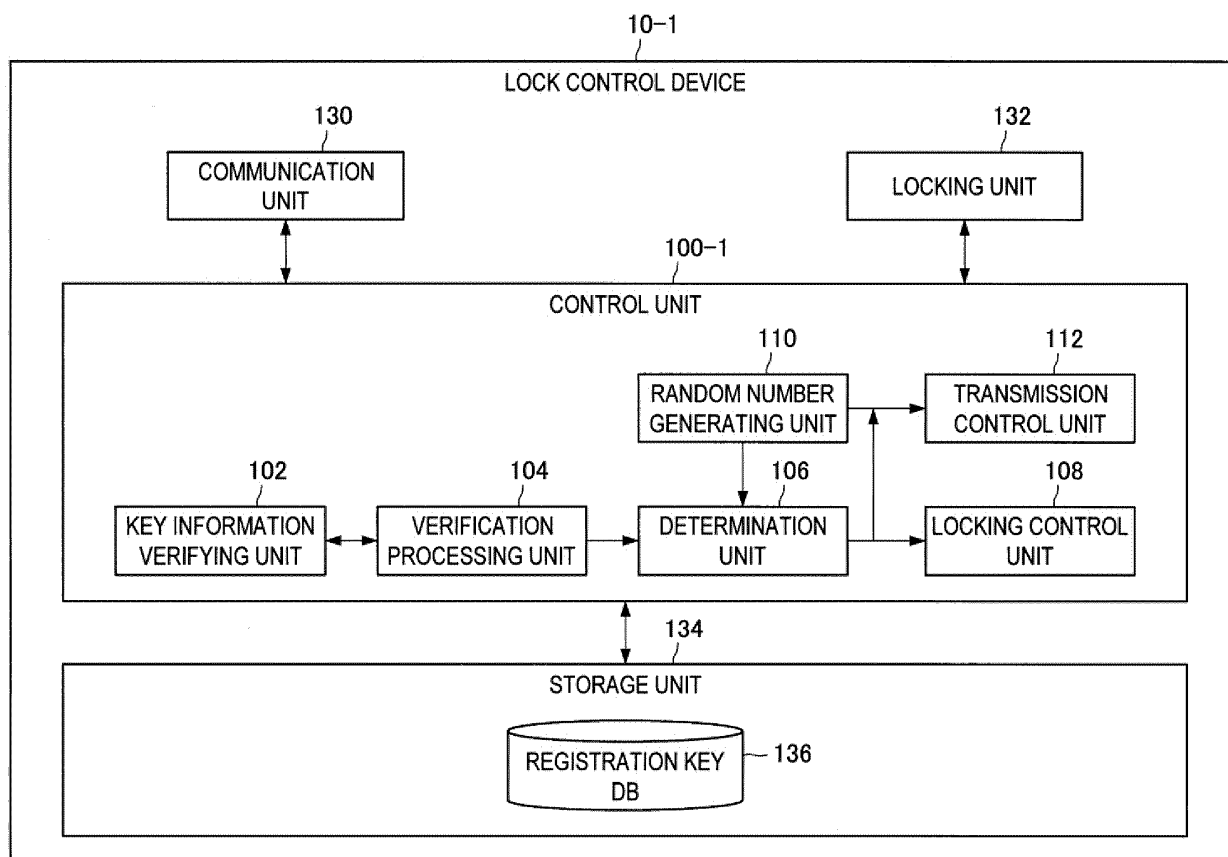 10-1
LOCK CONTROL DEVICE
130
132
COMMUNICATION
UNIT
LOCKING UNIT
100-1
CONTROL UNIT
110
112
RANDOM NUMBER
GENERATING UNIT
TRANSMISSION
CONTROL UNIT
102
104
106
108
KEY INFORMATION
VERIFYING UNIT
VERIFICATION
PROCESSING UNIT
DETERMINATION
UNIT
LOCKING CONTROL
UNIT
134
STORAGE UNIT
REGISTRATION KEY
DB
136